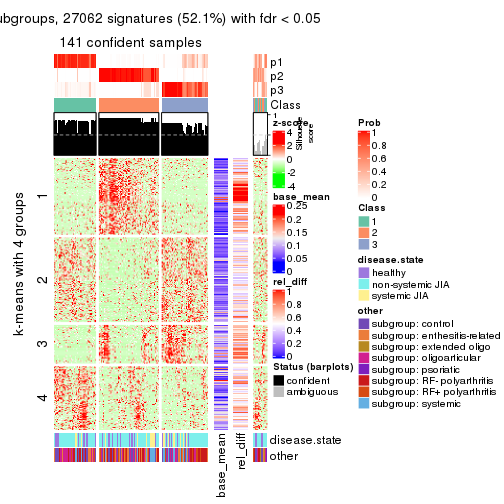 ubgroups, 27062 signatures (52.1%) with fdr < 0.05
141 confident samples
p1
p2
p3
Class
1
Silhouette
score
z-score
4
2
0
-2
-4
base_mean
0.25
0.2
0.15
0.1
0.05
0
rel_diff
1
0.8
0.6
0.4
0.2
0
Status (barplots)
confident
ambiguous
Prob
1
0.8
0.6
0.4
0.2
0
Class
1
2
3
disease.state
healthy
non-systemic JIA
systemic JIA
other
subgroup: control
subgroup: enthesitis-related
subgroup: extended oligo
subgroup: oligoarticular
subgroup: psoriatic
subgroup: RF- polyarthritis
subgroup: RF+ polyarthritis
subgroup: systemic
k-means with 4 groups
1
2
3
4
disease.state
other
base_mean
rel_diff